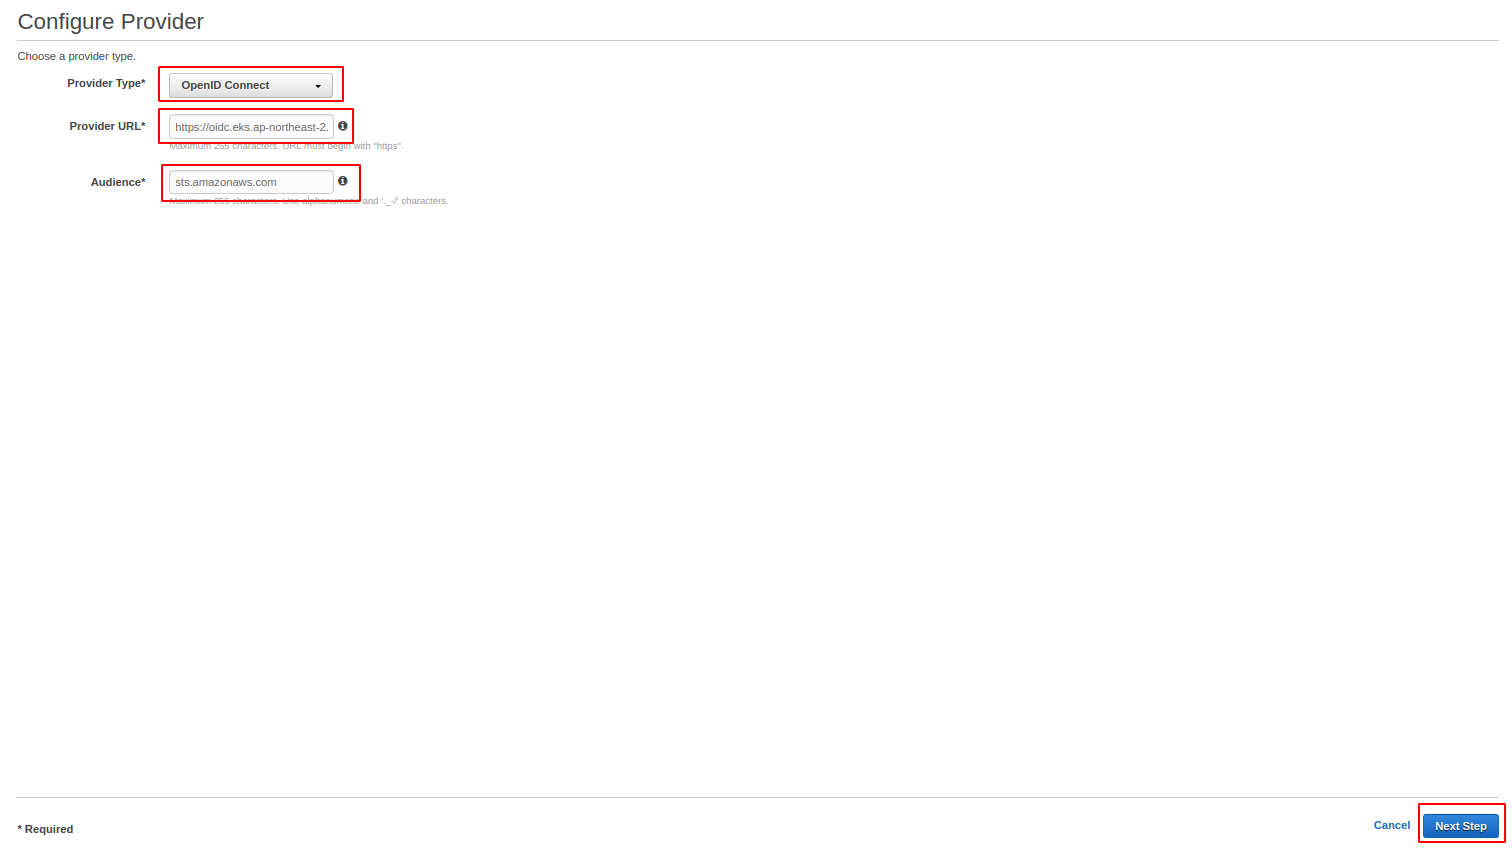 Configure Provider
Choose a provider type.
Provider Type*
OpenID Connect
Provider URL*
https://oidc.eks.ap-northeast-2.
Maximum 255 characters. URL must begin with "https".
Audience*
sts.amazonaws.com
Maximum 255 characters. Use alphanumeric and '._-/' characters.
* Required
Cancel
Next Step